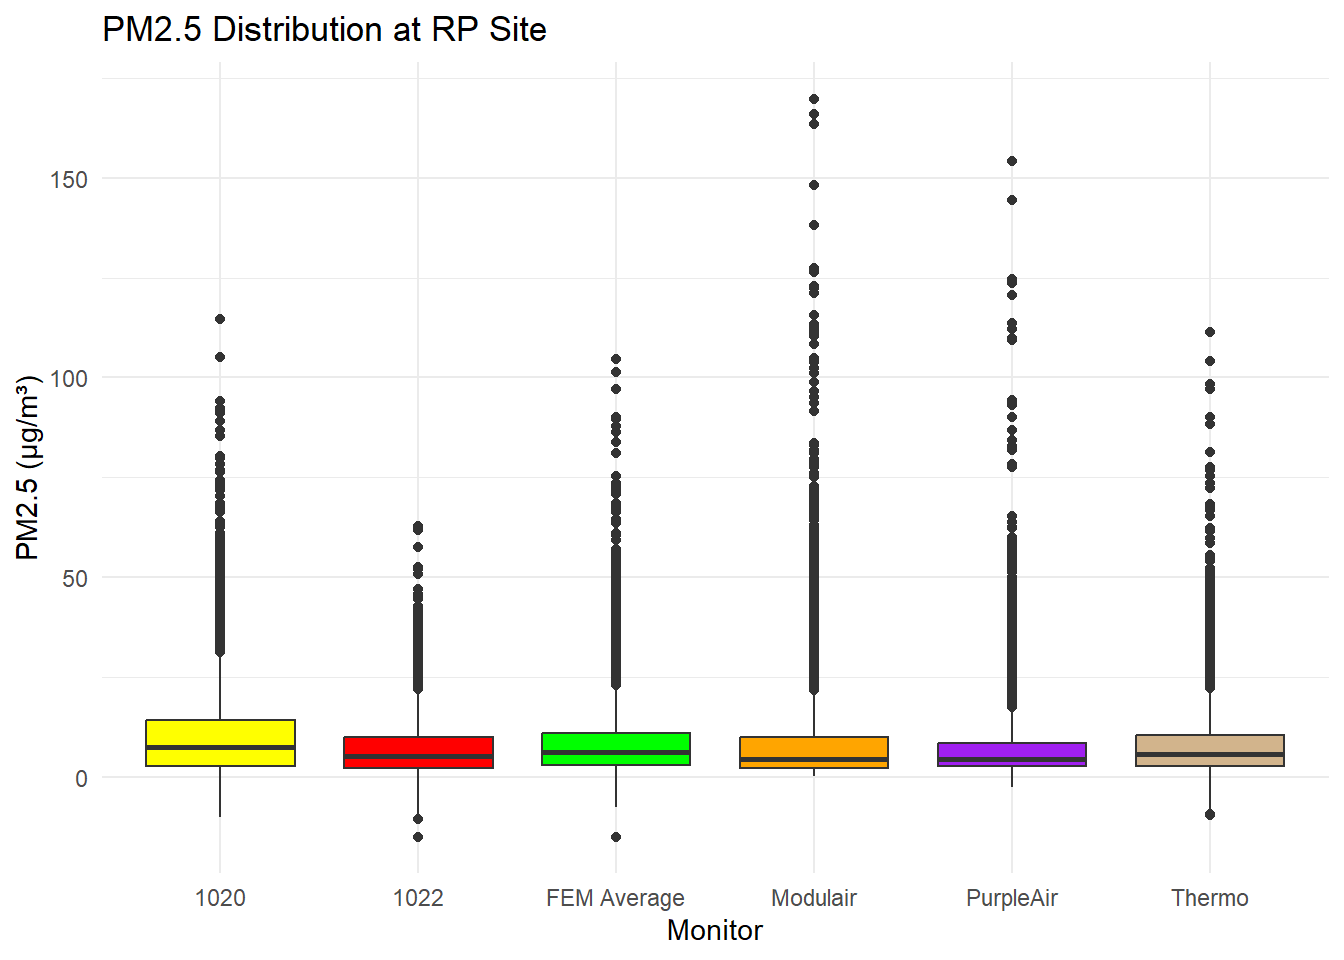 PM2.5 Distribution at RP Site
PM2.5 (µg/m³)
150
100
50
0
1020 1022 FEM Average Modulair PurpleAir Thermo
Monitor